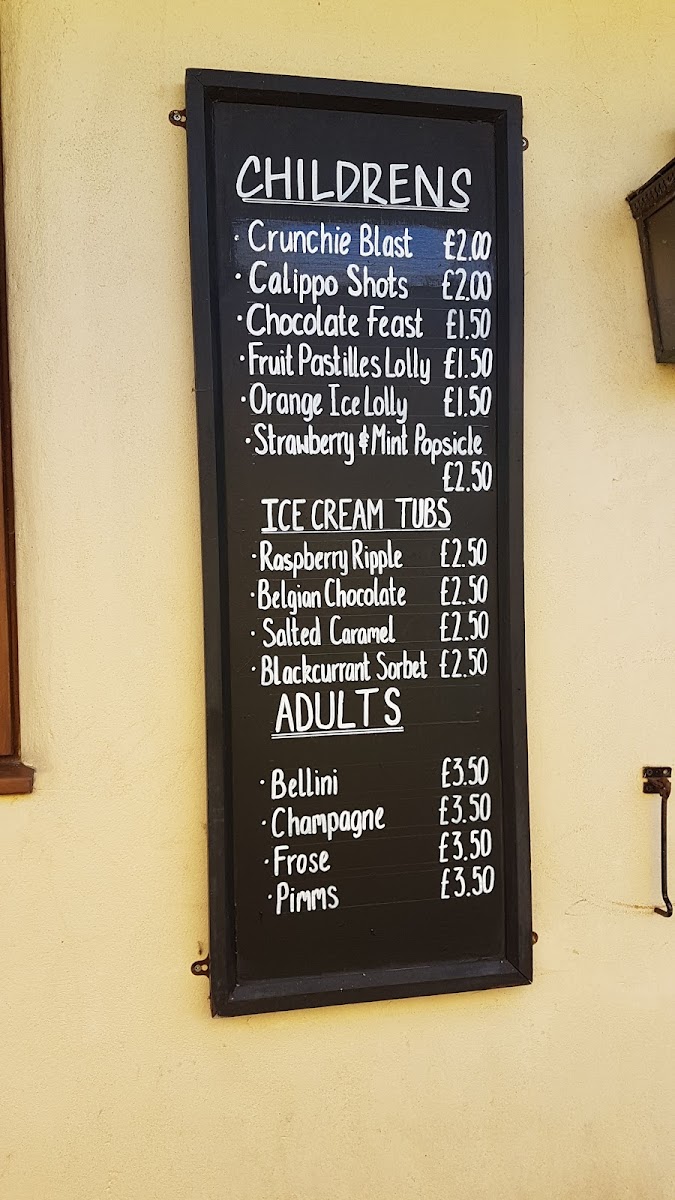 CHILDRENS
· Crunchie Blast £2.00
· Calippo Shots £2.00
· Chocolate Feast £1.50
· Fruit Pastilles Lolly £1.50
· Orange Ice Lolly £1.50
· Strawberry & Mint Popsicle
£2.50
ICE CREAM TUBS
· Raspberry Ripple £2.50
· Belgian Chocolate £2.50
· Salted Caramel £2.50
· Blackcurrant Sorbet £2.50
ADULTS
· Bellini £3.50
· Champagne £3.50
· Frose £3.50
· Pimms £3.50